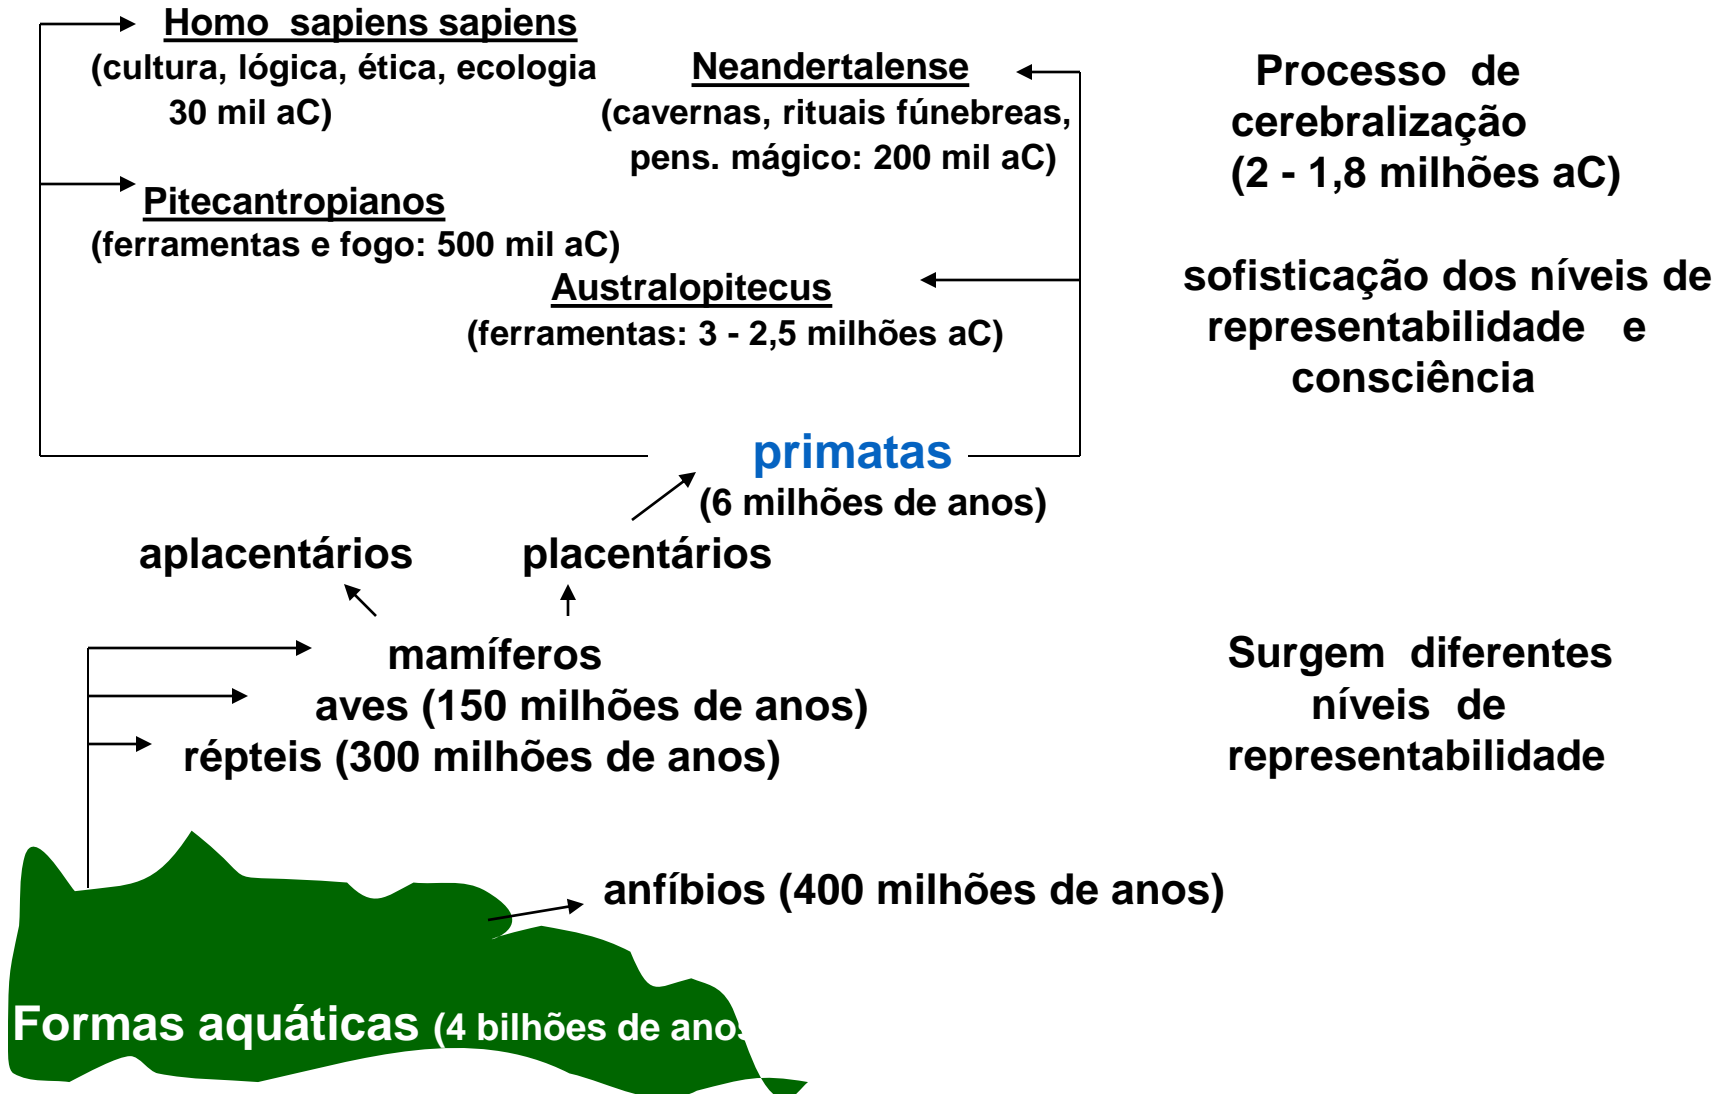 Homo sapiens sapiens
(cultura, lógica, ética, ecologia
30 mil aC)
Neandertalense
(cavernas, rituais fúnebreas,
pens. mágico: 200 mil aC)
Pitecantropianos
(ferramentas e fogo: 500 mil aC)
Australopitecus
(ferramentas: 3 - 2,5 milhões aC)
Processo de
cerebralização
(2 - 1,8 milhões aC)
sofisticação dos níveis de
representabilidade e
consciência
primatas
(6 milhões de anos)
aplacentários placentários
mamíferos
aves (150 milhões de anos)
répteis (300 milhões de anos)
Surgem diferentes
níveis de
representabilidade
anfíbios (400 milhões de anos)
Formas aquáticas (4 bilhões de anos